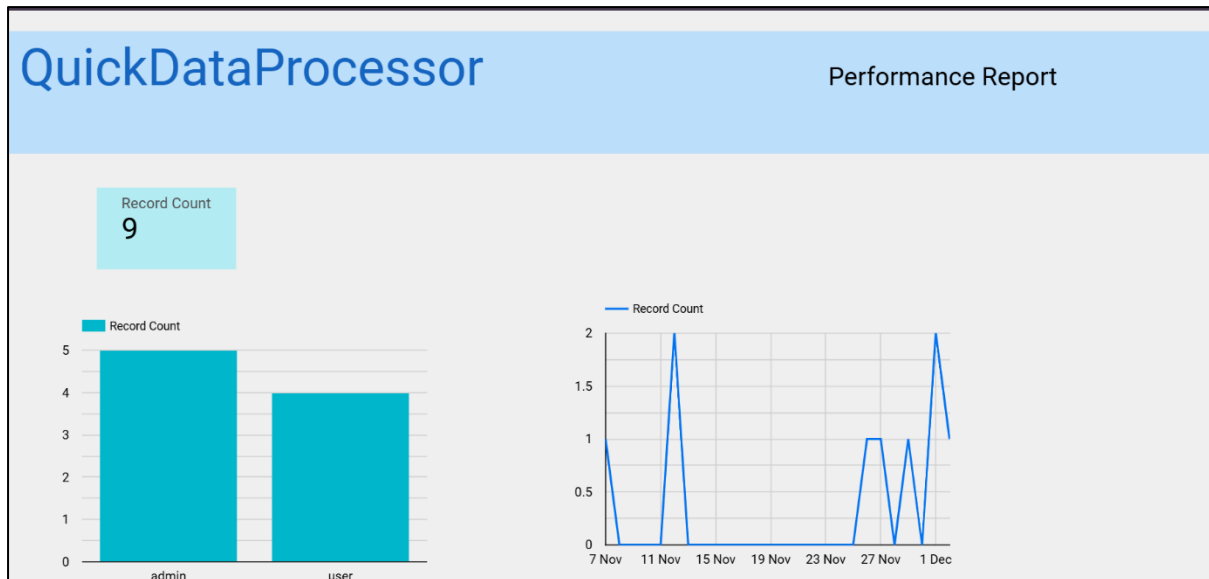 QuickDataProcessor
Performance Report
Record Count
9
Record Count
5
4
3
2
1
0
admin
user
Record Count
2
1.5
1
0.5
0
7 Nov 11 Nov 15 Nov 19 Nov 23 Nov 27 Nov 1 Dec